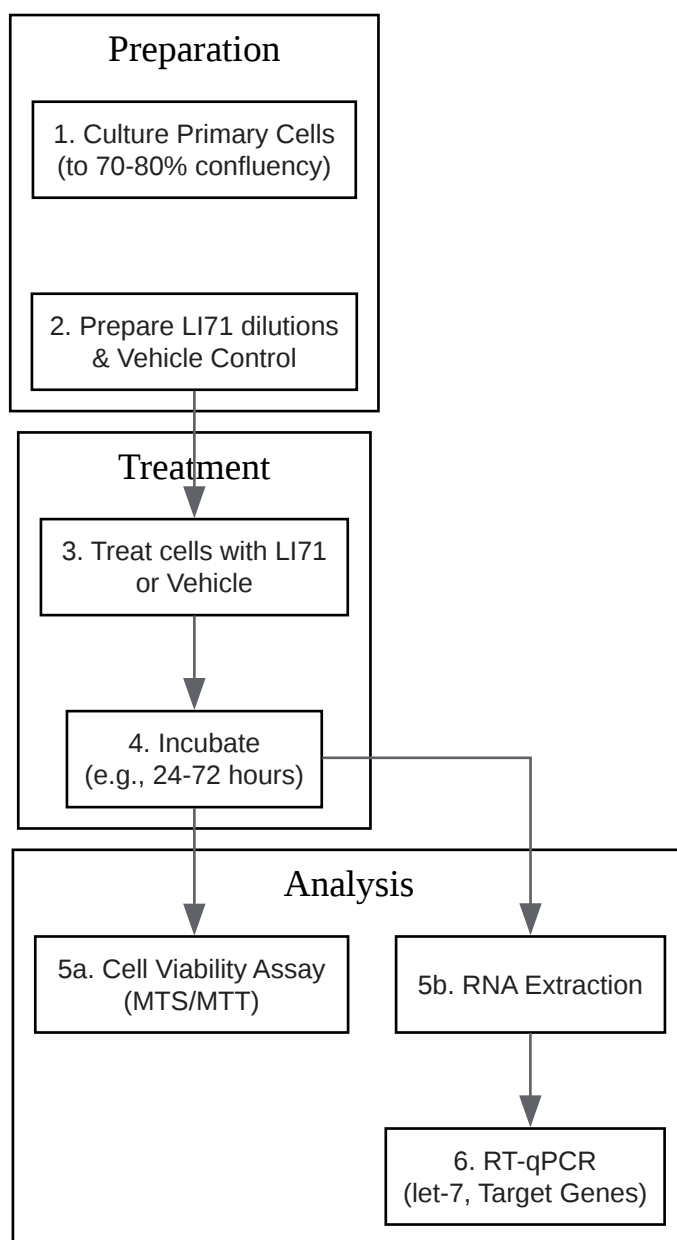 Preparation
1. Culture Primary Cells
(to 70-80% confluency)
2. Prepare LI71 dilutions
& Vehicle Control
Treatment
3. Treat cells with LI71
or Vehicle
4. Incubate
(e.g., 24-72 hours)
Analysis
5a. Cell Viability Assay
(MTS/MTT)
5b. RNA Extraction
6. RT-qPCR
(let-7, Target Genes)